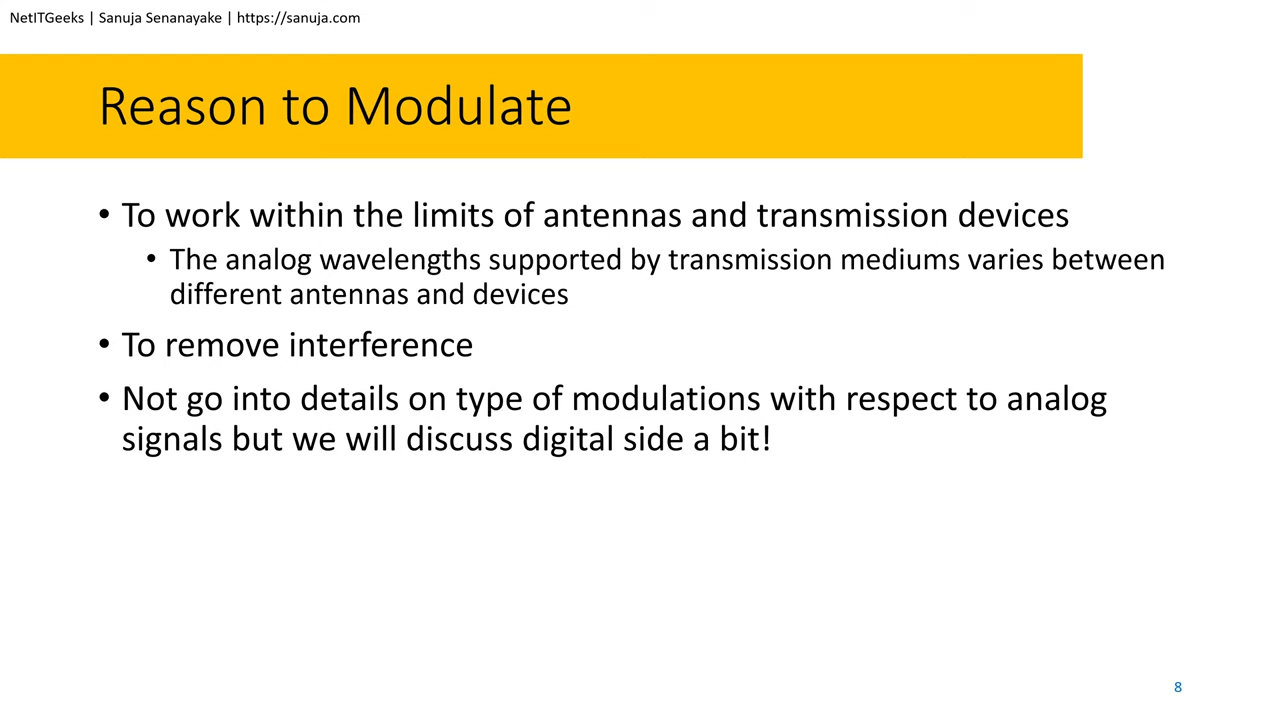 NetITGeeks | Sanuja Senanayake | https://sanuja.com
Reason to Modulate
• To work within the limits of antennas and transmission devices
• The analog wavelengths supported by transmission mediums varies between
different antennas and devices
• To remove interference
• Not go into details on type of modulations with respect to analog
signals but we will discuss digital side a bit!
8